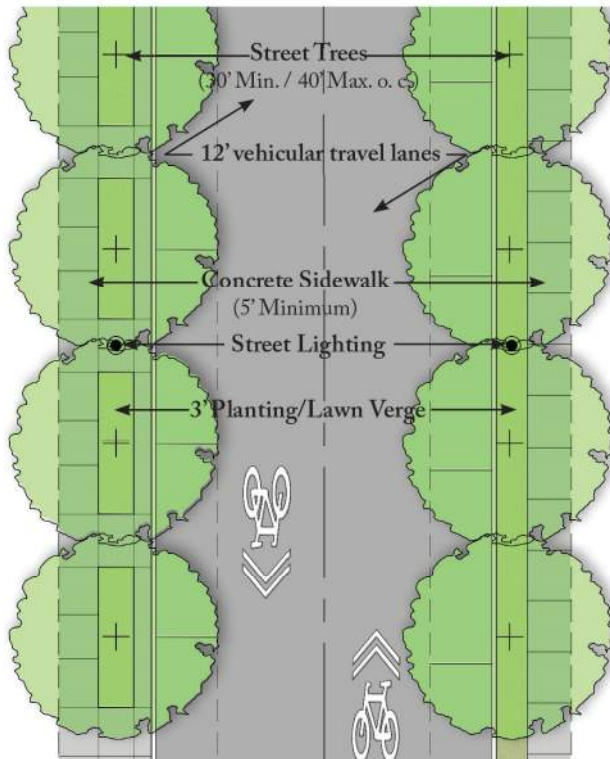 Street Trees
(30' Min. / 40' Max. o. c.)
12' vehicular travel lanes
Concrete Sidewalk
(5' Minimum)
Street Lighting
3' Planting/Lawn Verge